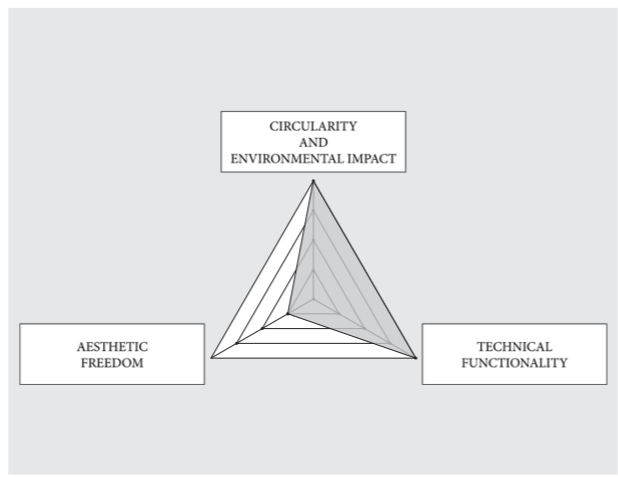 CIRCULARITY
AND
ENVIRONMENTAL IMPACT
AESTHETIC
FREEDOM
TECHNICAL
FUNCTIONALITY